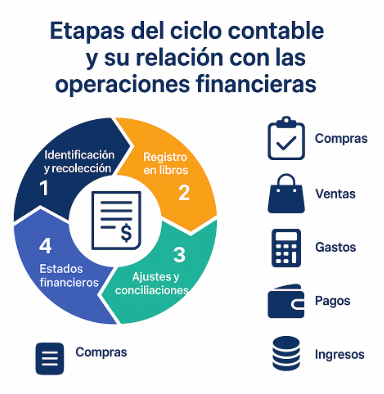 Etapas del ciclo contable
y su relación con las
operaciones financieras
Identificación
y recolección
1
Registro
en libros
2
3
Ajustes y
conciliaciones
4
Estados
financieros
$
Compras
Ventas
Gastos
Pagos
Ingresos
Compras